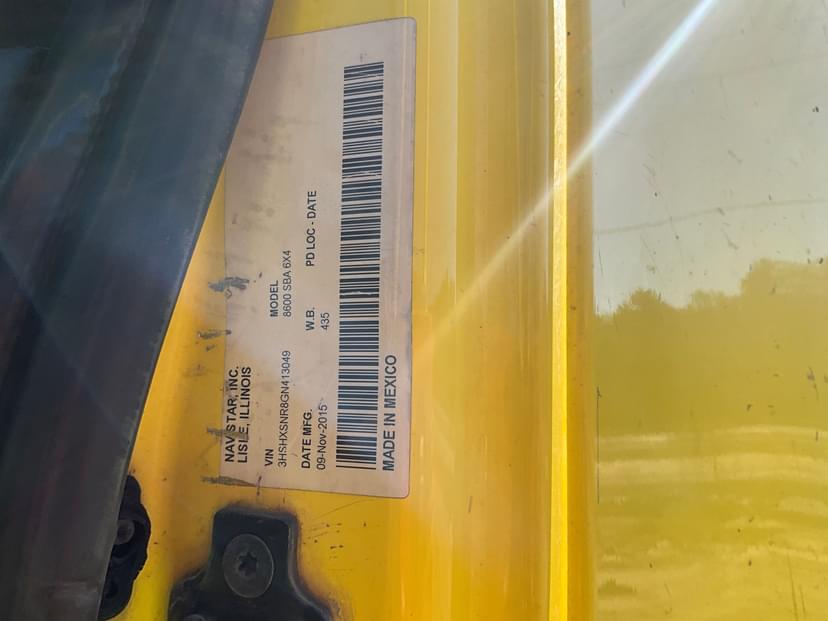 NAVISTAR, INC.
LISLE, ILLINOIS
VIN MODEL
3HSHXSNR8GN413049 8600 SBA 6X4
DATE MFG. W.B. PD LOC - DATE
09-Nov-2015 435
MADE IN MEXICO